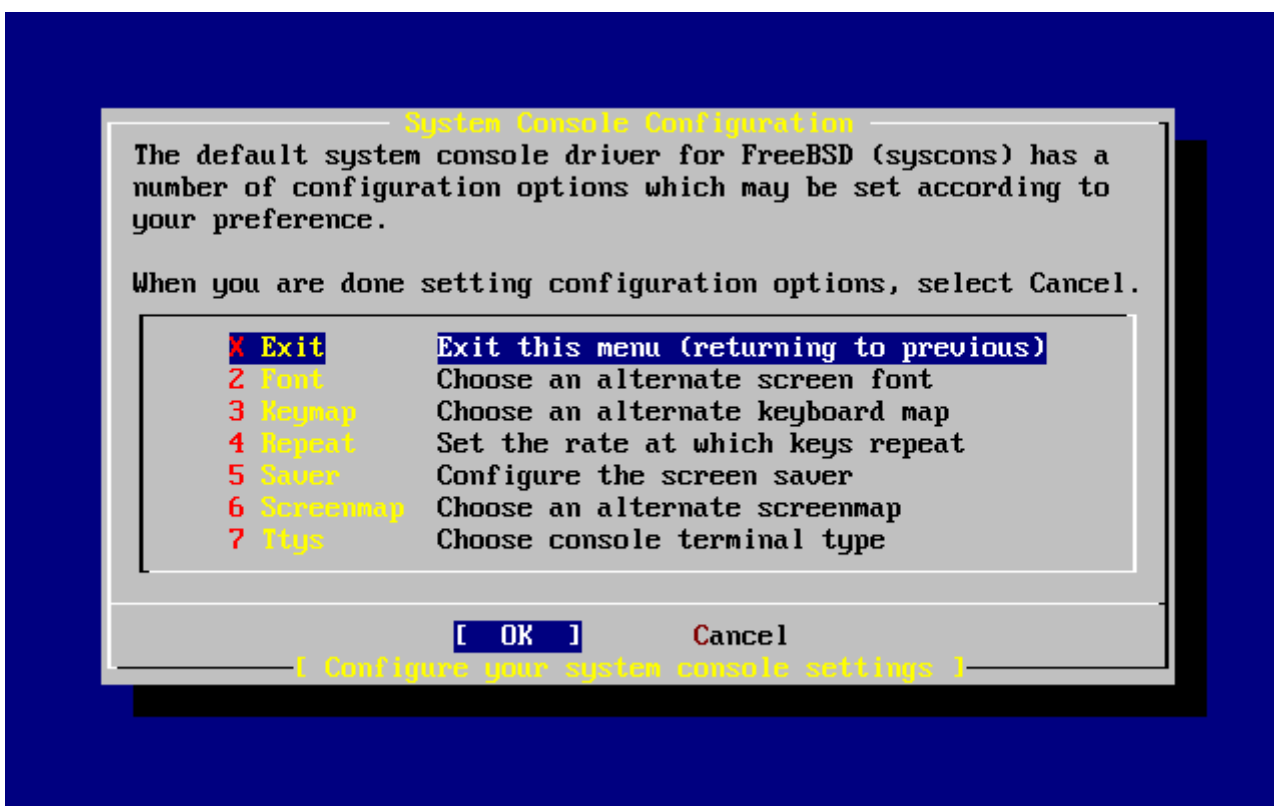 System Console Configuration
The default system console driver for FreeBSD (syscons) has a
number of configuration options which may be set according to
your preference.
When you are done setting configuration options, select Cancel.
X Exit Exit this menu (returning to previous)
2 Font Choose an alternate screen font
3 Keymap Choose an alternate keyboard map
4 Repeat Set the rate at which keys repeat
5 Saver Configure the screen saver
6 Screenmap Choose an alternate screenmap
7 Ttys Choose console terminal type
[ OK ] Cancel
[ Configure your system console settings ]